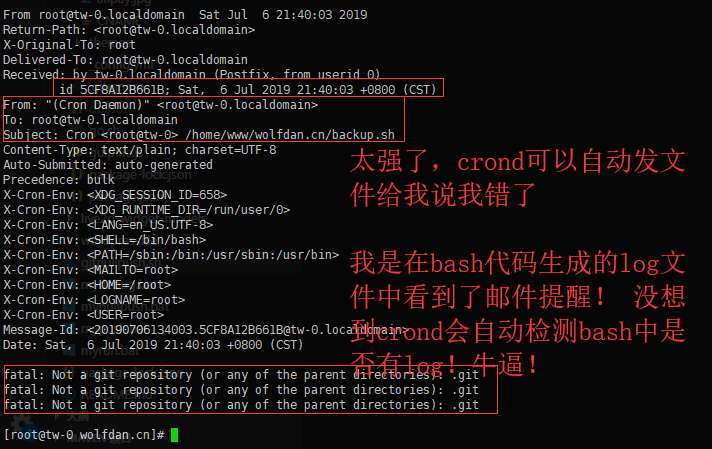 From root@tw-0.localdomain  Sat Jul  6 21:40:03 2019
Return-Path: <root@tw-0.localdomain>
X-Original-To: root
Delivered-To: root@tw-0.localdomain
Received: by tw-0.localdomain (Postfix, from userid 0)
        id 5CF8A12B661B; Sat,  6 Jul 2019 21:40:03 +0800 (CST)
From: "(Cron Daemon)" <root@tw-0.localdomain>
To: root@tw-0.localdomain
Subject: Cron <root@tw-0> /home/www/wolfdan.cn/backup.sh
Content-Type: text/plain; charset=UTF-8
Auto-Submitted: auto-generated
Precedence: bulk
X-Cron-Env: <XDG_SESSION_ID=658>
X-Cron-Env: <XDG_RUNTIME_DIR=/run/user/0>
X-Cron-Env: <LANG=en_US.UTF-8>
X-Cron-Env: <SHELL=/bin/bash>
X-Cron-Env: <PATH=/sbin:/bin:/usr/sbin:/usr/bin>
X-Cron-Env: <MAILTO=root>
X-Cron-Env: <HOME=/root>
X-Cron-Env: <LOGNAME=root>
X-Cron-Env: <USER=root>
Message-Id: <20190706134003.5CF8A12B661B@tw-0.localdomain>
Date: Sat,  6 Jul 2019 21:40:03 +0800 (CST)
fatal: Not a git repository (or any of the parent directories): .git
fatal: Not a git repository (or any of the parent directories): .git
fatal: Not a git repository (or any of the parent directories): .git
[root@tw-0 wolfdan.cn]#
太强了，crond可以自动发文
件给我说我错了
我是在bash代码生成的log文
件中看到了邮件提醒！ 没想
到crond会自动检测bash中是
否有log！牛逼！